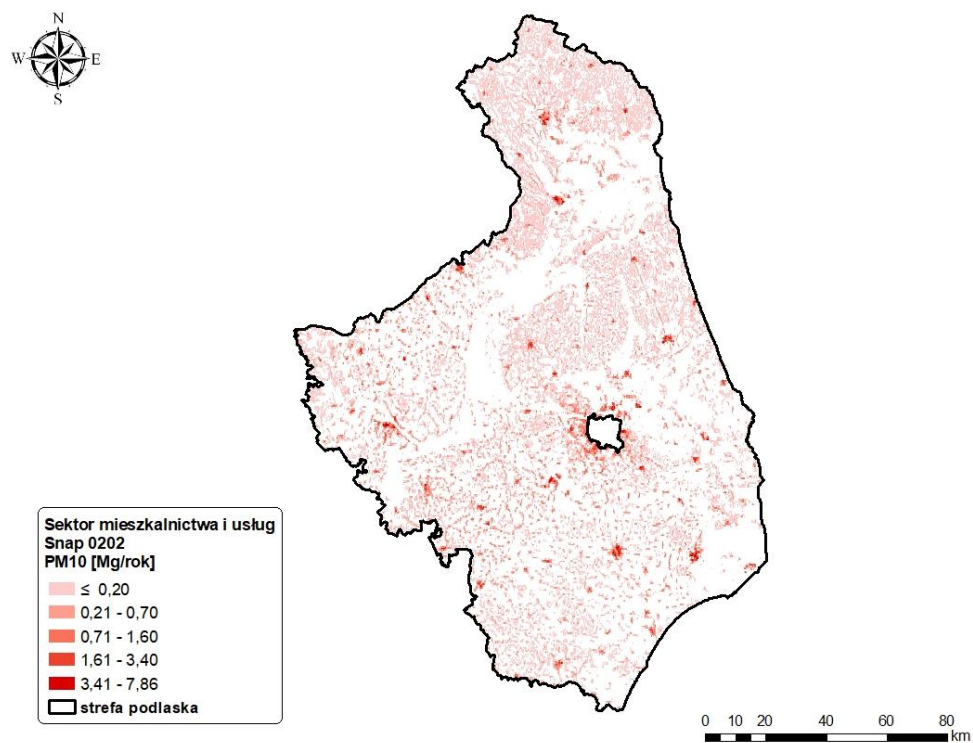 N
W E
S
Sektor mieszkalnictwa i usług
Snap 0202
PM10 [Mg/rok]
≤ 0,20
0,21 - 0,70
0,71 - 1,60
1,61 - 3,40
3,41 - 7,86
strefa podlaska
0 10 20 40 60 80
km